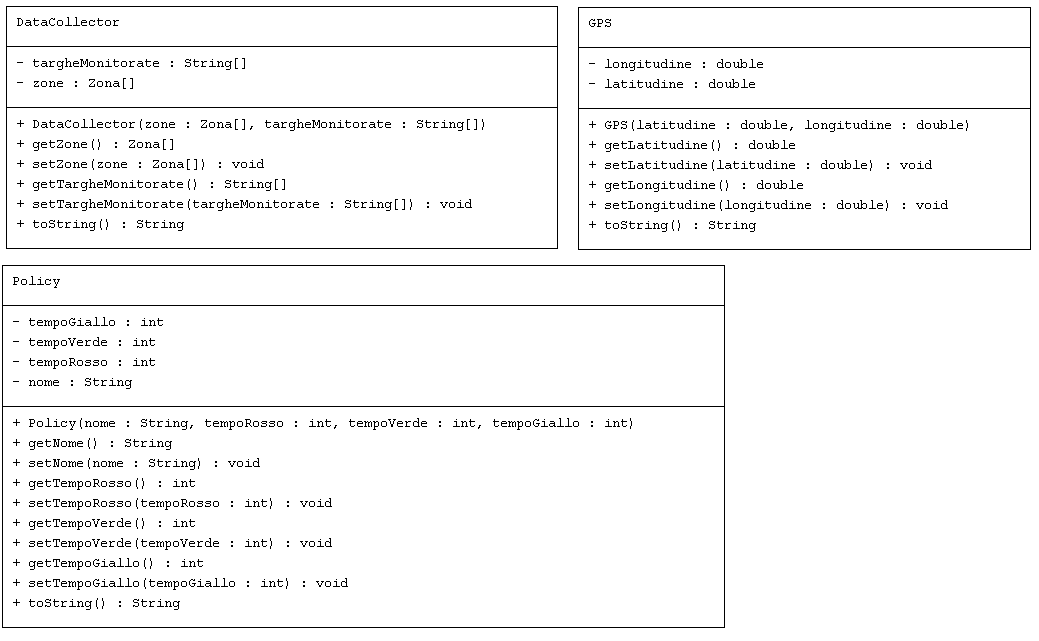 DataCollector
- targheMonitorate : String[]
- zone : Zona[]
+ DataCollector(zone : Zona[], targheMonitorate : String[])
+ getZone() : Zona[]
+ setZone(zone : Zona[]) : void
+ getTargheMonitorate() : String[]
+ setTargheMonitorate(targheMonitorate : String[]) : void
+ toString() : String
GPS
- longitudine : double
- latitudine : double
+ GPS(latitudine : double, longitudine : double)
+ getLatitudine() : double
+ setLatitudine(latitudine : double) : void
+ getLongitudine() : double
+ setLongitudine(longitudine : double) : void
+ toString() : String
Policy
- tempoGiallo : int
- tempoVerde : int
- tempoRosso : int
- nome : String
+ Policy(nome : String, tempoRosso : int, tempoVerde : int, tempoGiallo : int)
+ getNome() : String
+ setNome(nome : String) : void
+ getTempoRosso() : int
+ setTempoRosso(tempoRosso : int) : void
+ getTempoVerde() : int
+ setTempoVerde(tempoVerde : int) : void
+ getTempoGiallo() : int
+ setTempoGiallo(tempoGiallo : int) : void
+ toString() : String